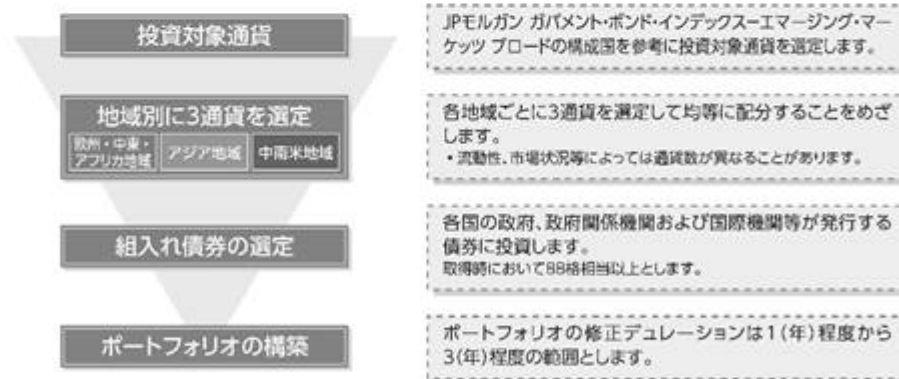 投資対象通貨
JPモルガン ガバメント・ボンド・インデックスーエマージング・マー
ケッツ ブロードの構成国を参考に投資対象通貨を選定します。
地域別に3通貨を選定
欧州・中東・
アフリカ地域
アジア地域
中南米地域
各地域ごとに3通貨を選定して均等に配分することをめざ
します。
・流動性、市場状況等によっては通貨数が異なることがあります。
組入れ債券の選定
各国の政府、政府関係機関および国際機関等が発行する
債券に投資します。
取得時においてBB格相当以上とします。
ポートフォリオの構築
ポートフォリオの修正デュレーションは1(年)程度から
3(年)程度の範囲とします。